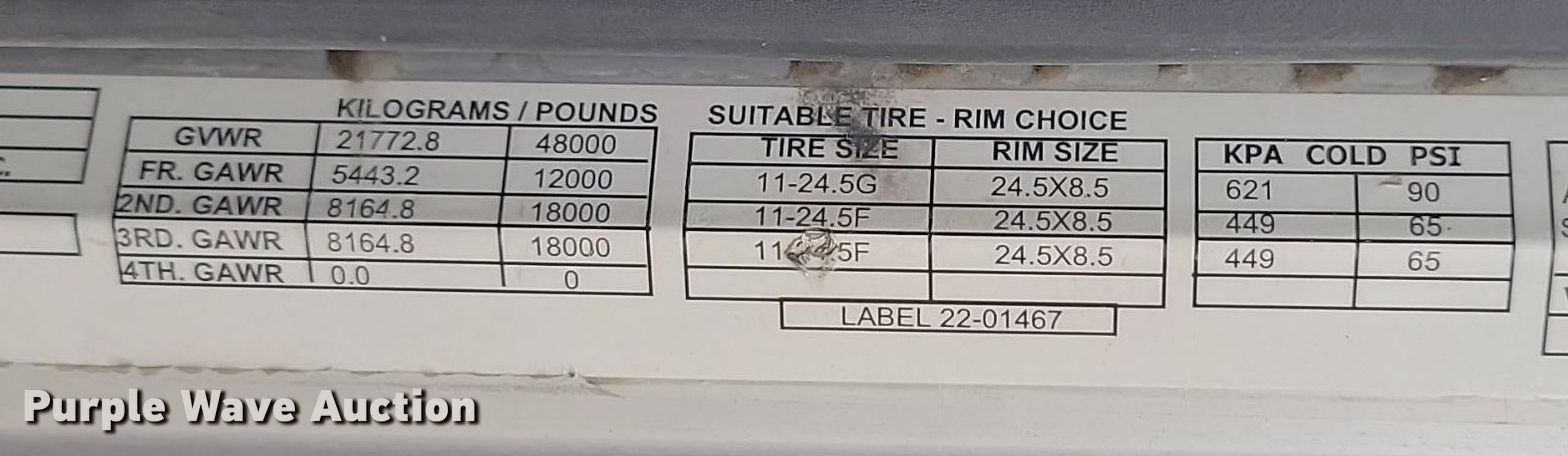 KILOGRAMS / POUNDS
GVWR 21772.8 48000
FR. GAWR 5443.2 12000
2ND. GAWR 8164.8 18000
3RD. GAWR 8164.8 18000
4TH. GAWR 0.0 0
SUITABLE TIRE - RIM CHOICE
TIRE SIZE RIM SIZE
11-24.5G 24.5X8.5
11-24.5F 24.5X8.5
24.5X8.5
LABEL 22-01467
KPA COLD PSI
621 90
449 65
449 65
Purple Wave Auction